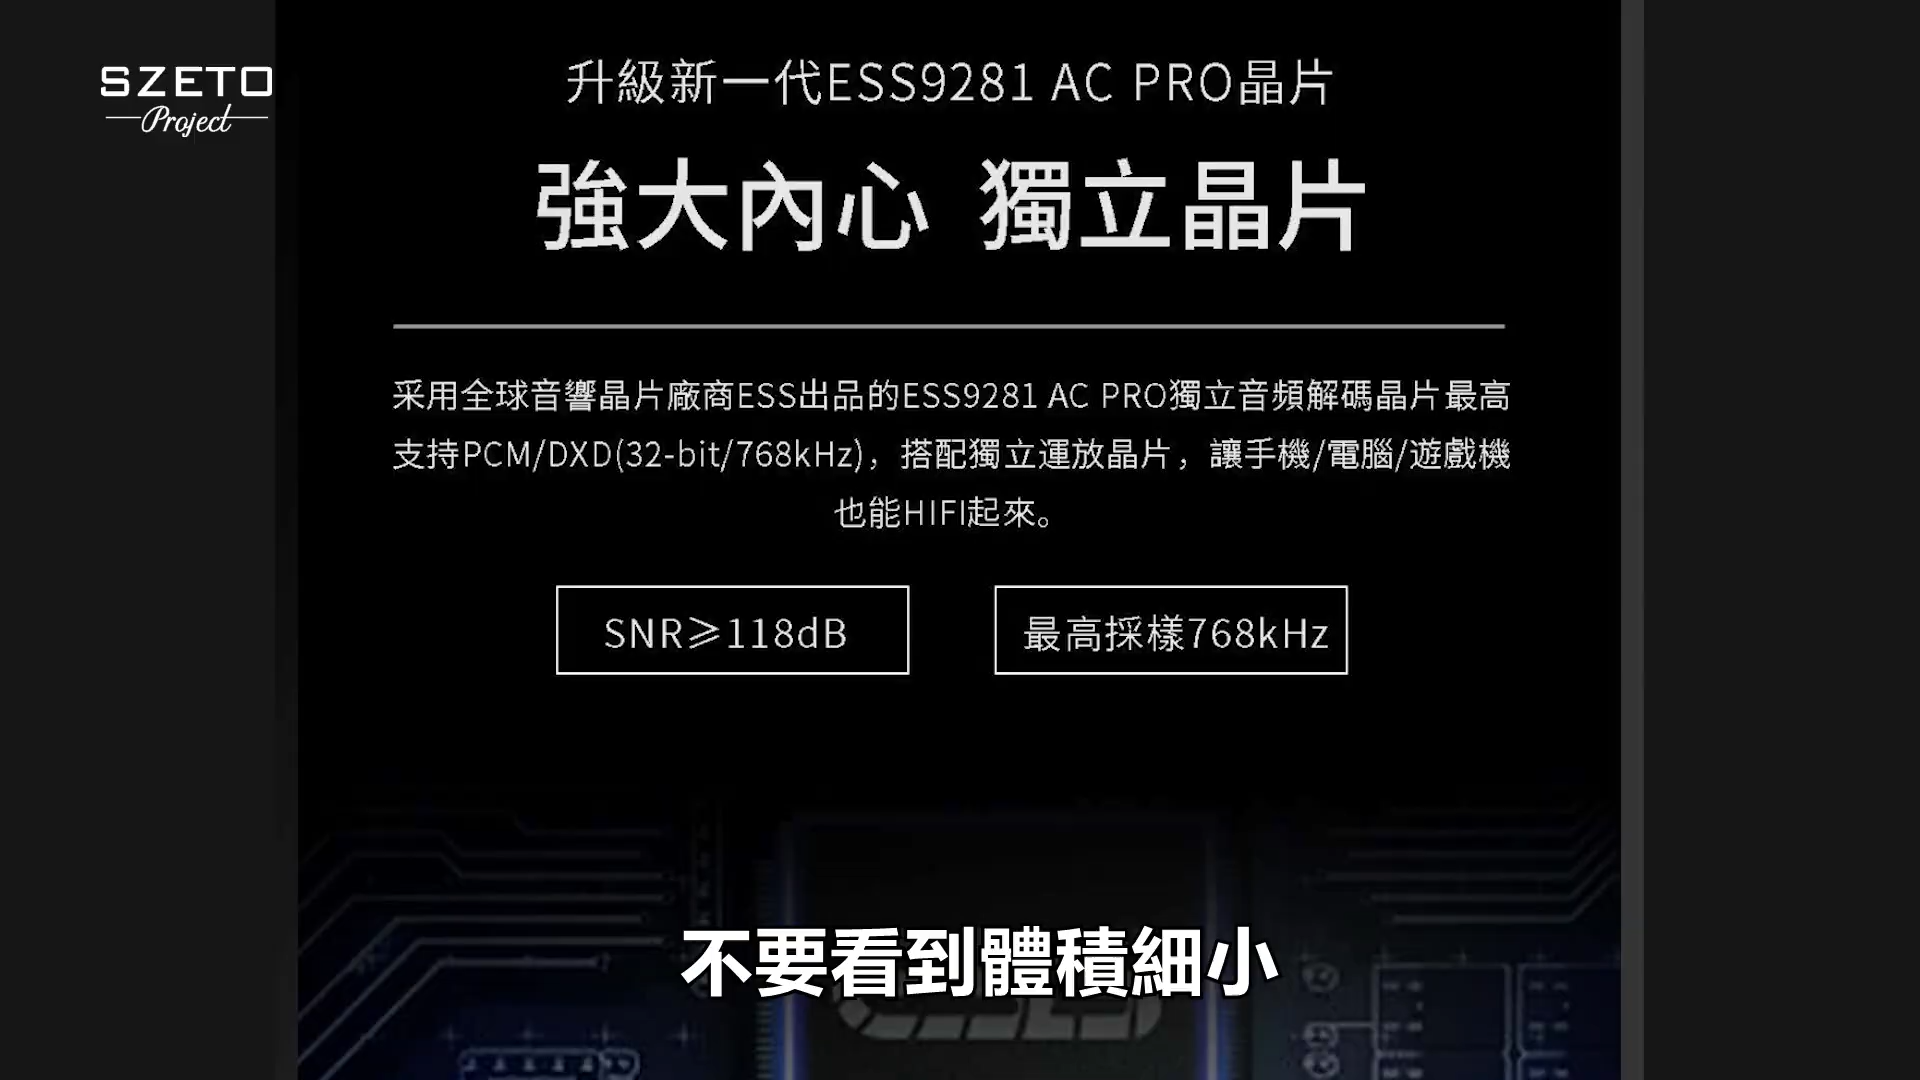 SZETO
Project
升級新一代ESS9281 AC PRO晶片
強大內心 獨立晶片
采用全球音響晶片廠商ESS出品的ESS9281 AC PRO獨立音頻解碼晶片最高
支持PCM/DXD(32-bit/768kHz)，搭配獨立運放晶片，讓手機/電腦/遊戲機
也能HIFI起來。
SNR⩾118dB
最高採樣768kHz
不要看到體積細小